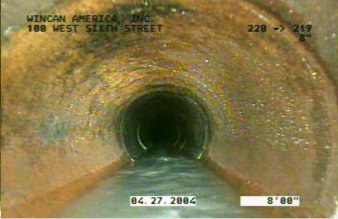 WINCAN AMERICA, INC.
100 WEST SIXTH STREET
220 -> 219
8"
04.27.2004
8'00"